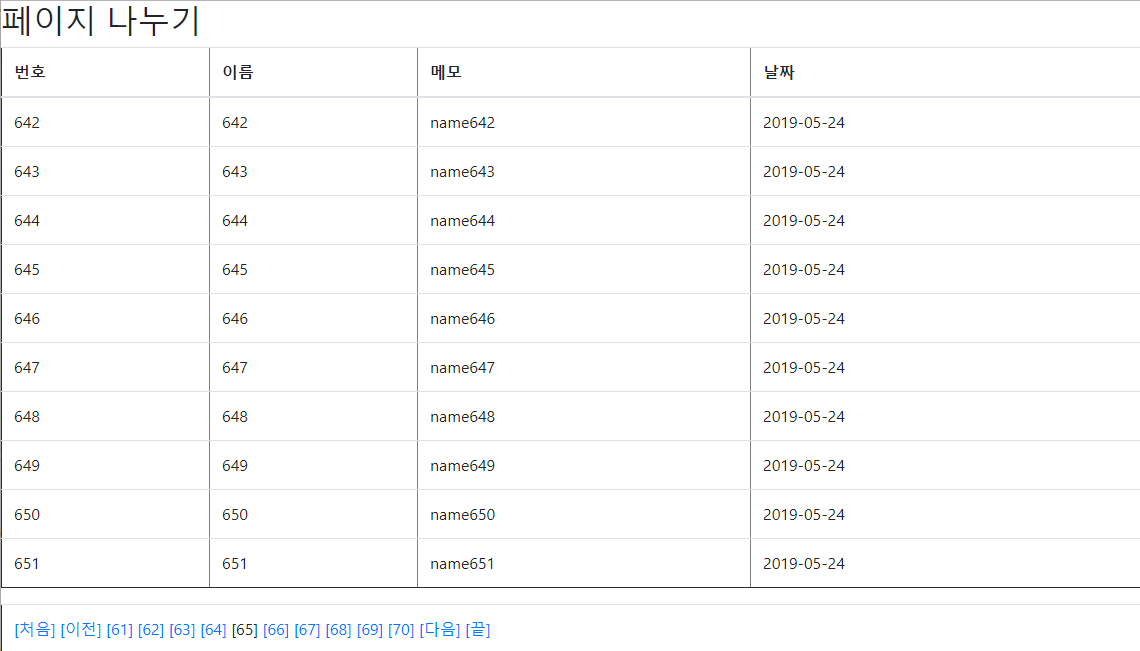 페이지 나누기
번호 이름 메모 날짜
642 642 name642 2019-05-24
643 643 name643 2019-05-24
644 644 name644 2019-05-24
645 645 name645 2019-05-24
646 646 name646 2019-05-24
647 647 name647 2019-05-24
648 648 name648 2019-05-24
649 649 name649 2019-05-24
650 650 name650 2019-05-24
651 651 name651 2019-05-24
[처음] [이전] [61] [62] [63] [64] [65] [66] [67] [68] [69] [70] [다음] [끝]